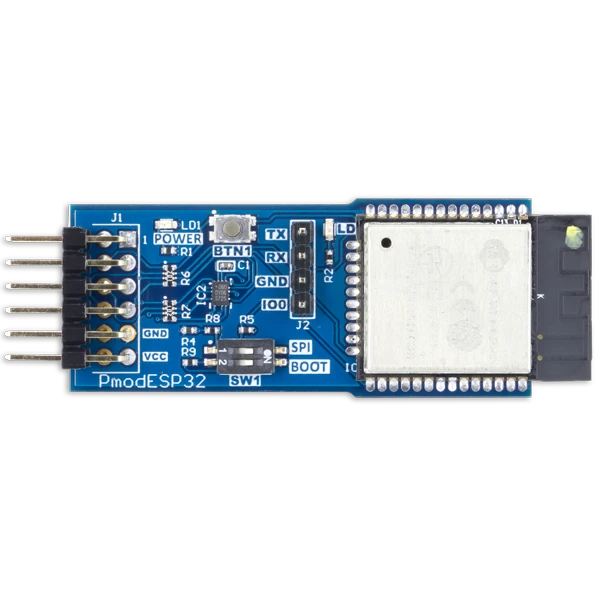 J1
1
LD1
POWER
R1
R6
R7
GND
VCC
R4
R9
R8
R5
PmodESP32
BTN1
C1
IC2
TX
RX
GND
IO0
J2
LD
R2
ON
1 2
SPI
BOOT
SW1
IC
K